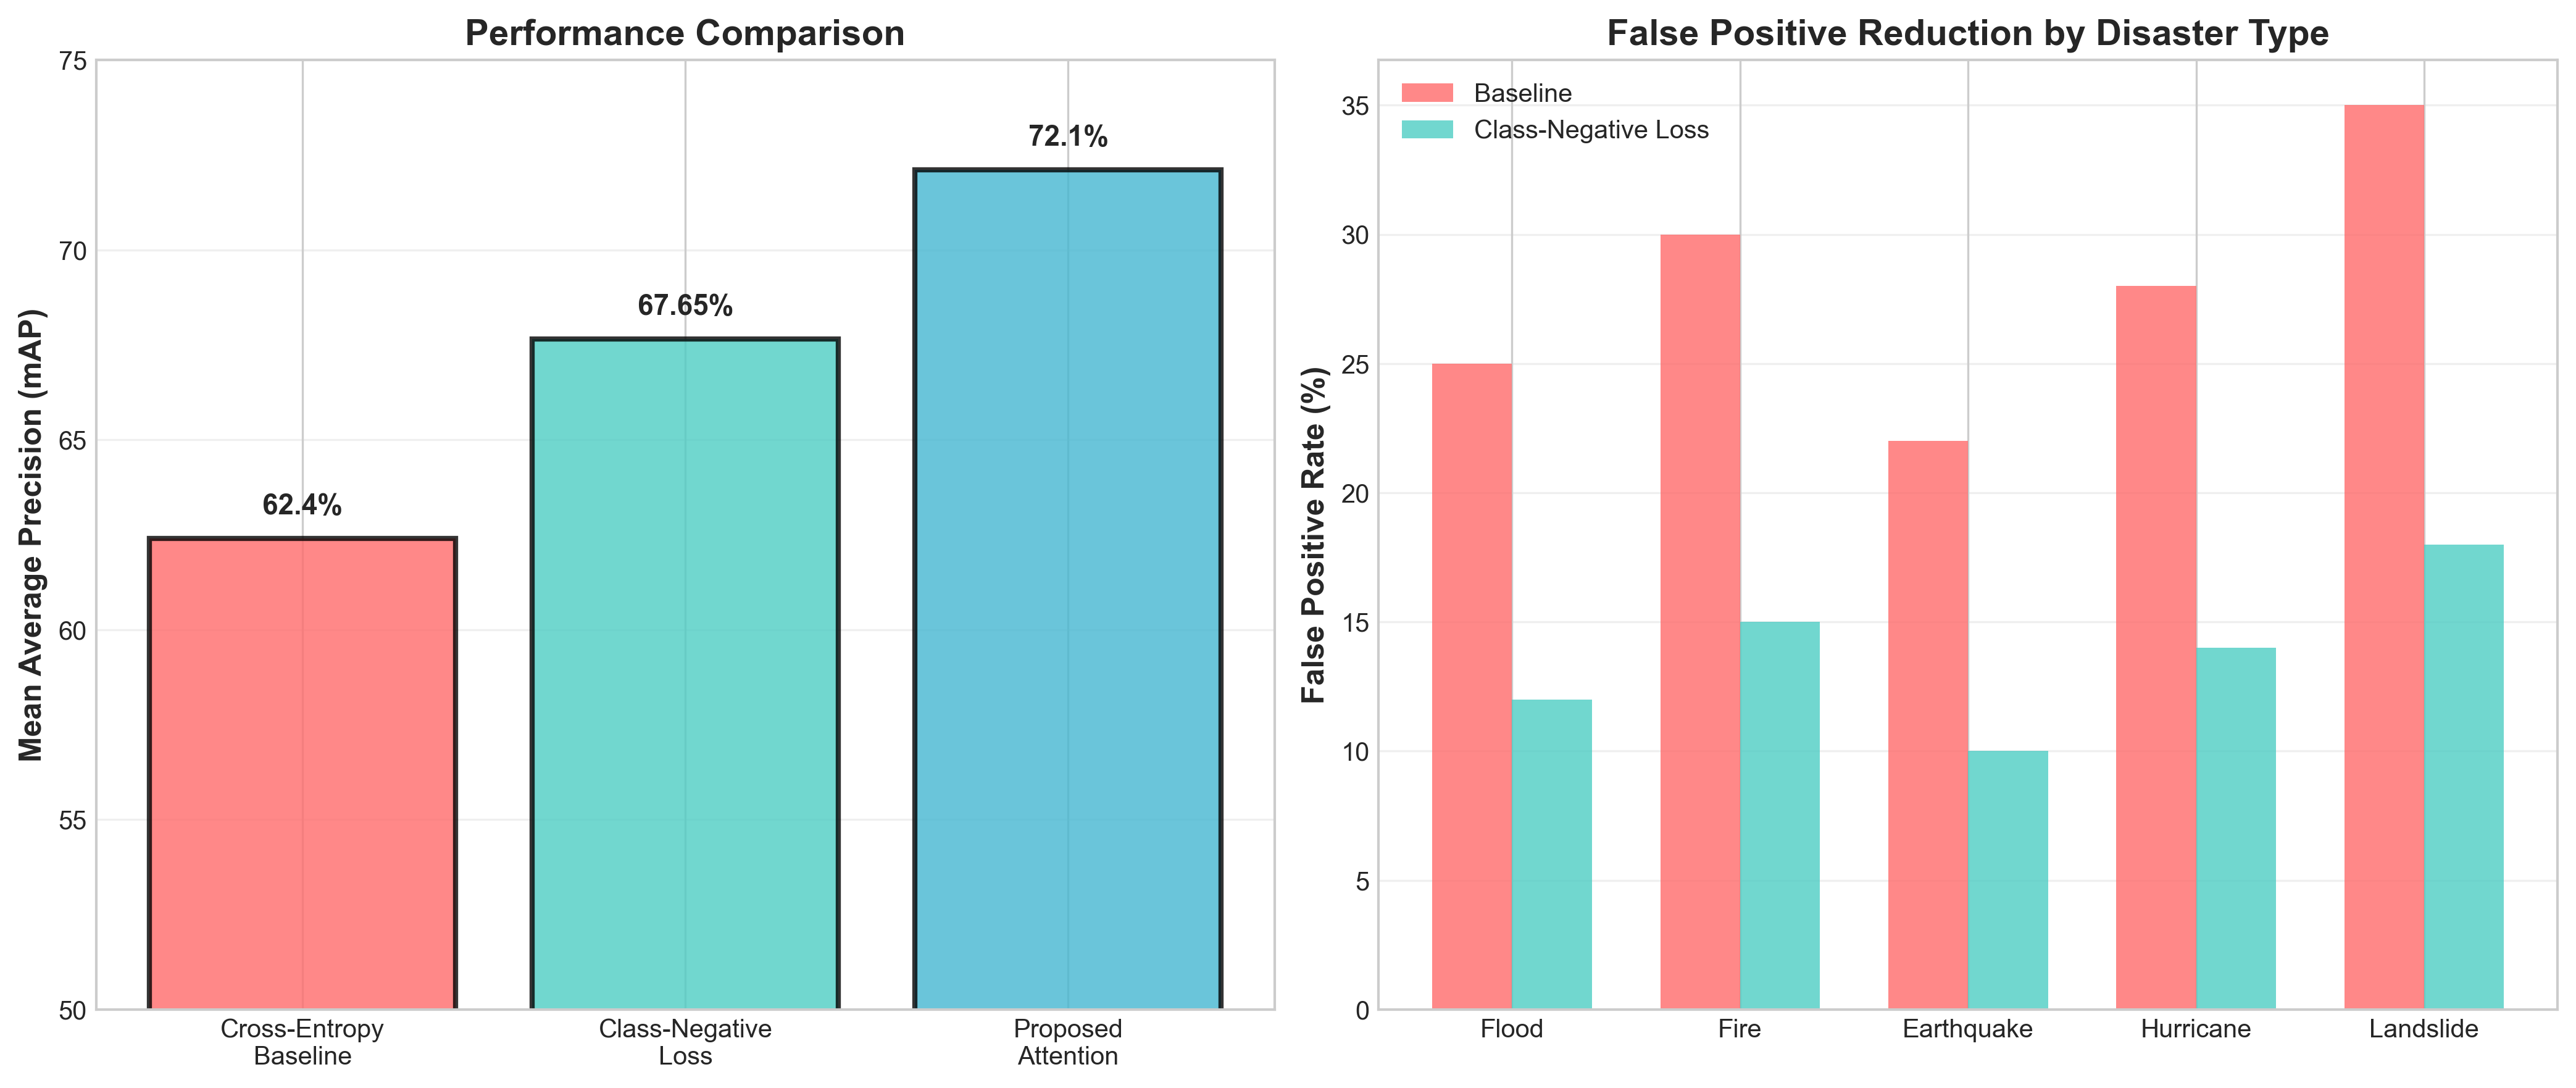 Performance Comparison
Mean Average Precision (mAP)
75
70
65
60
55
50
62.4%
67.65%
72.1%
Cross-Entropy
Baseline
Class-Negative
Loss
Proposed
Attention
False Positive Reduction by Disaster Type
Baseline
Class-Negative Loss
False Positive Rate (%)
35
30
25
20
15
10
5
0
Flood
Fire
Earthquake
Hurricane
Landslide